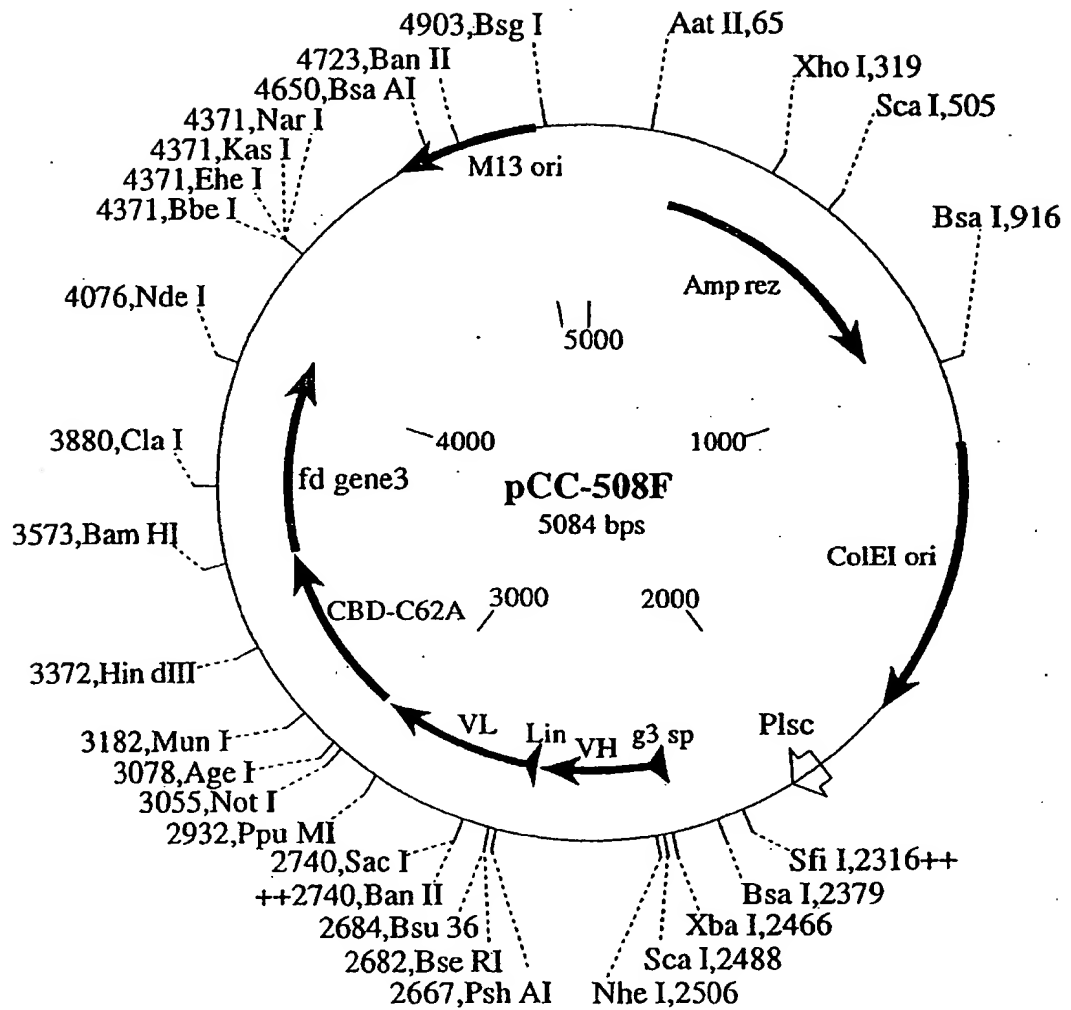 4903,Bsg I
Aat II,65
4723,Ban II
4650,Bsa AI
Xho I,319
4371,Nar I
Sca I,505
4371,Kas I
M13 ori
4371,Ehe I
4371,Bbe I
Bsa I,916
Amp rez
4076,Nde I
5000
3880,Cla I
4000
1000
fd gene3
pCC-508F
5084 bps
3573,Bam HI
ColEI ori
3000
2000
CBD-C62A
3372,Hin dIII
VL
Lin
VH
g3 sp
Plsc
3182,Mun I
3078,Age I
3055,Not I
2932,Ppu MI
2740,Sac I
Sfi I,2316++
++2740,Ban II
Bsa I,2379
2684,Bsu 36
Xba I,2466
2682,Bse RI
Sca I,2488
2667,Psh AI
Nhe I,2506